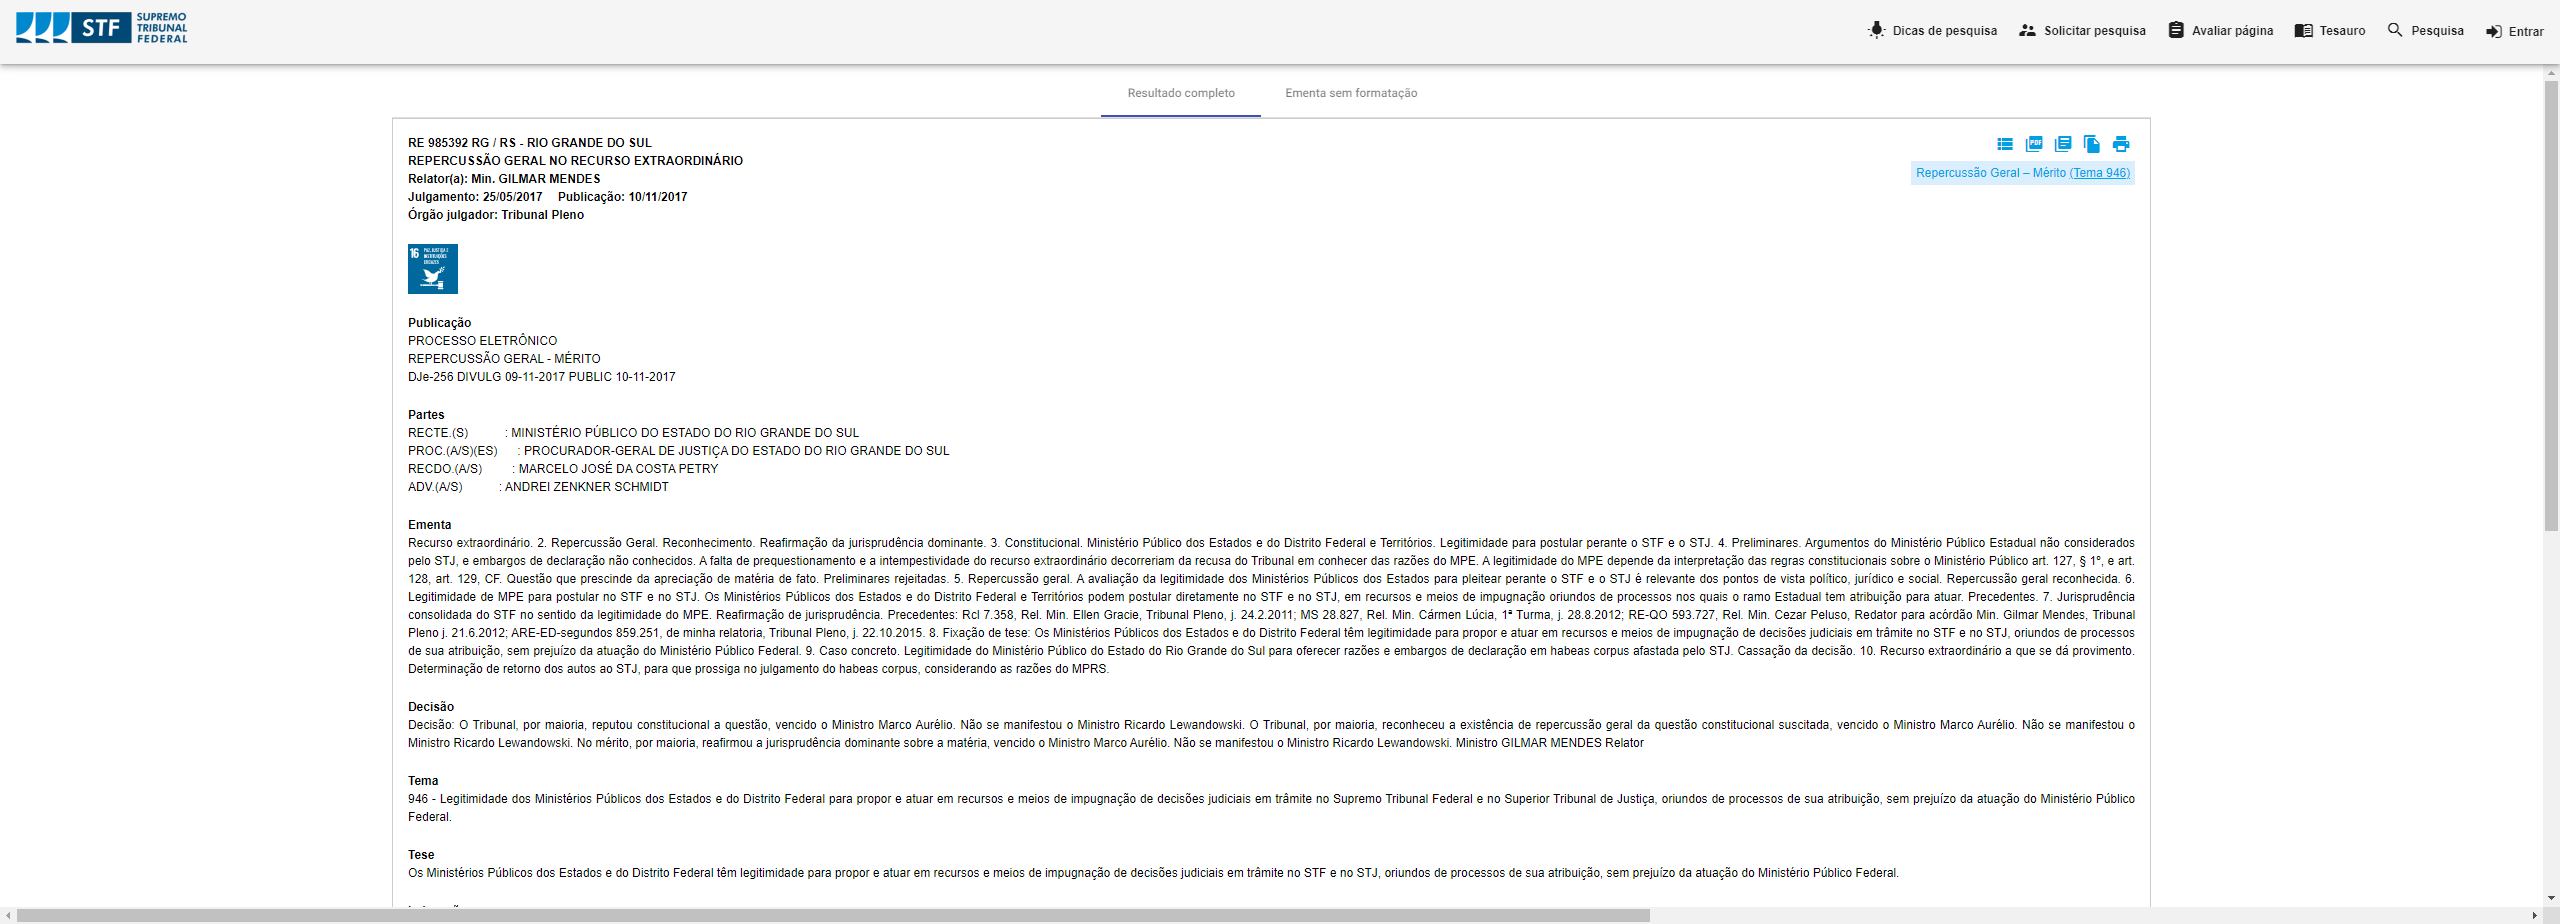 STF SUPREMO TRIBUNAL FEDERAL
Dicas de pesquisa
Solicitar pesquisa
Avaliar página
Tesauro
Pesquisa
Entrar
Resultado completo
Ementa sem formatação
RE 985392 RG / RS - RIO GRANDE DO SUL
REPERCUSSÃO GERAL NO RECURSO EXTRAORDINÁRIO
Relator(a): Min. GILMAR MENDES
Julgamento: 25/05/2017 Publicação: 10/11/2017
Órgão julgador: Tribunal Pleno
PDF
Repercussão Geral – Mérito (Tema 946)
16 PAZ, JUSTIÇA E
INSTITUIÇÕES
EFICAZES
Publicação
PROCESSO ELETRÔNICO
REPERCUSSÃO GERAL - MÉRITO
DJe-256 DIVULG 09-11-2017 PUBLIC 10-11-2017
Partes
RECTE.(S) : MINISTÉRIO PÚBLICO DO ESTADO DO RIO GRANDE DO SUL
PROC.(A/S)(ES) : PROCURADOR-GERAL DE JUSTIÇA DO ESTADO DO RIO GRANDE DO SUL
RECDO.(A/S) : MARCELO JOSÉ DA COSTA PETRY
ADV.(A/S) : ANDREI ZENKNER SCHMIDT
Ementa
Recurso extraordinário. 2. Repercussão Geral. Reconhecimento. Reafirmação da jurisprudência dominante. 3. Constitucional. Ministério Público dos Estados e do Distrito Federal e Territórios. Legitimidade para postular perante o STF e o STJ. 4. Preliminares. Argumentos do Ministério Público Estadual não considerados
pelo STJ, e embargos de declaração não conhecidos. A falta de prequestionamento e a intempestividade do recurso extraordinário decorreriam da recusa do Tribunal em conhecer das razões do MPE. A legitimidade do MPE depende da interpretação das regras constitucionais sobre o Ministério Público art. 127, § 1º, e art.
128, art. 129, CF. Questão que prescinde da apreciação de matéria de fato. Preliminares rejeitadas. 5. Repercussão geral. A avaliação da legitimidade dos Ministérios Públicos dos Estados para pleitear perante o STF e o STJ é relevante dos pontos de vista político, jurídico e social. Repercussão geral reconhecida. 6.
Legitimidade de MPE para postular no STF e no STJ. Os Ministérios Públicos dos Estados e do Distrito Federal e Territórios podem postular diretamente no STF e no STJ, em recursos e meios de impugnação oriundos de processos nos quais o ramo Estadual tem atribuição para atuar. Precedentes. 7. Jurisprudência
consolidada do STF no sentido da legitimidade do MPE. Reafirmação de jurisprudência. Precedentes: Rcl 7.358, Rel. Min. Ellen Gracie, Tribunal Pleno, j. 24.2.2011; MS 28.827, Rel. Min. Cármen Lúcia, 1ª Turma, j. 28.8.2012; RE-QO 593.727, Rel. Min. Cezar Peluso, Redator para acórdão Min. Gilmar Mendes, Tribunal
Pleno j. 21.6.2012; ARE-ED-segundos 859.251, de minha relatoria, Tribunal Pleno, j. 22.10.2015. 8. Fixação de tese: Os Ministérios Públicos dos Estados e do Distrito Federal têm legitimidade para propor e atuar em recursos e meios de impugnação de decisões judiciais em trâmite no STF e no STJ, oriundos de processos
de sua atribuição, sem prejuízo da atuação do Ministério Público Federal. 9. Caso concreto. Legitimidade do Ministério Público do Estado do Rio Grande do Sul para oferecer razões e embargos de declaração em habeas corpus afastada pelo STJ. Cassação da decisão. 10. Recurso extraordinário a que se dá provimento.
Determinação de retorno dos autos ao STJ, para que prossiga no julgamento do habeas corpus, considerando as razões do MPRS.
Decisão
Decisão: O Tribunal, por maioria, reputou constitucional a questão, vencido o Ministro Marco Aurélio. Não se manifestou o Ministro Ricardo Lewandowski. O Tribunal, por maioria, reconheceu a existência de repercussão geral da questão constitucional suscitada, vencido o Ministro Marco Aurélio. Não se manifestou o
Ministro Ricardo Lewandowski. No mérito, por maioria, reafirmou a jurisprudência dominante sobre a matéria, vencido o Ministro Marco Aurélio. Não se manifestou o Ministro Ricardo Lewandowski. Ministro GILMAR MENDES Relator
Tema
946 - Legitimidade dos Ministérios Públicos dos Estados e do Distrito Federal para propor e atuar em recursos e meios de impugnação de decisões judiciais em trâmite no Supremo Tribunal Federal e no Superior Tribunal de Justiça, oriundos de processos de sua atribuição, sem prejuízo da atuação do Ministério Público
Federal.
Tese
Os Ministérios Públicos dos Estados e do Distrito Federal têm legitimidade para propor e atuar em recursos e meios de impugnação de decisões judiciais em trâmite no STF e no STJ, oriundos de processos de sua atribuição, sem prejuízo da atuação do Ministério Público Federal.